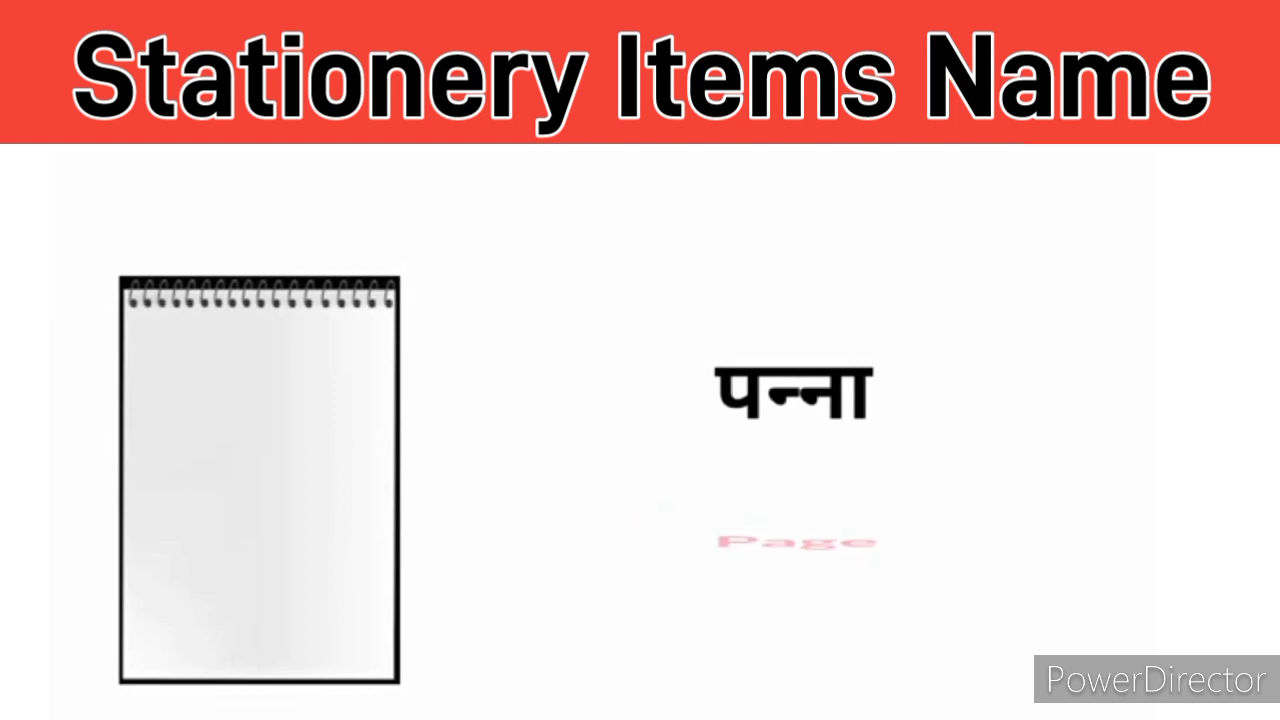 Stationery Items Name
पन्ना
Page
PowerDirector